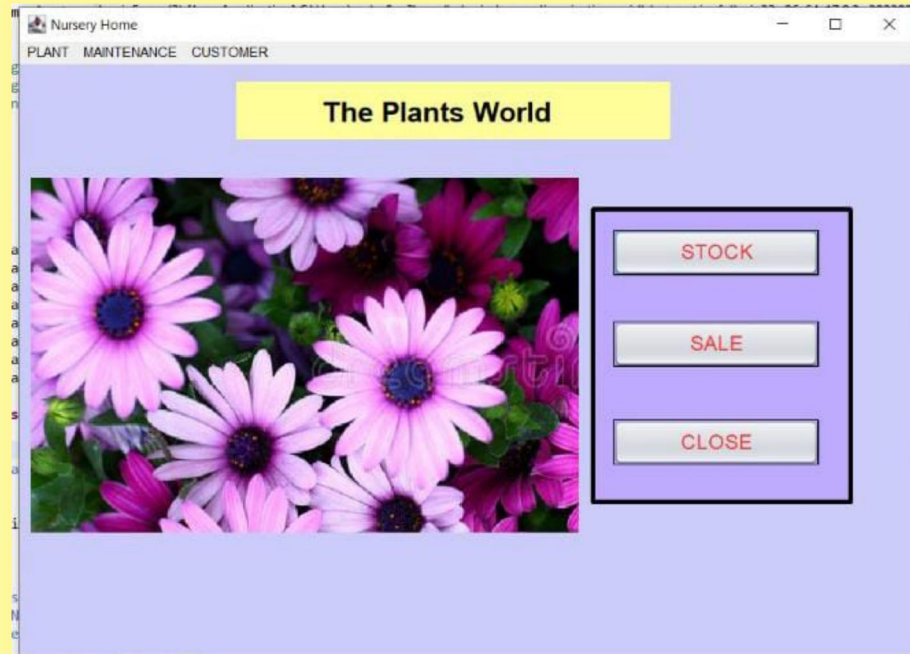 Nursery Home
PLANT MAINTENANCE CUSTOMER
The Plants World
STOCK
SALE
CLOSE